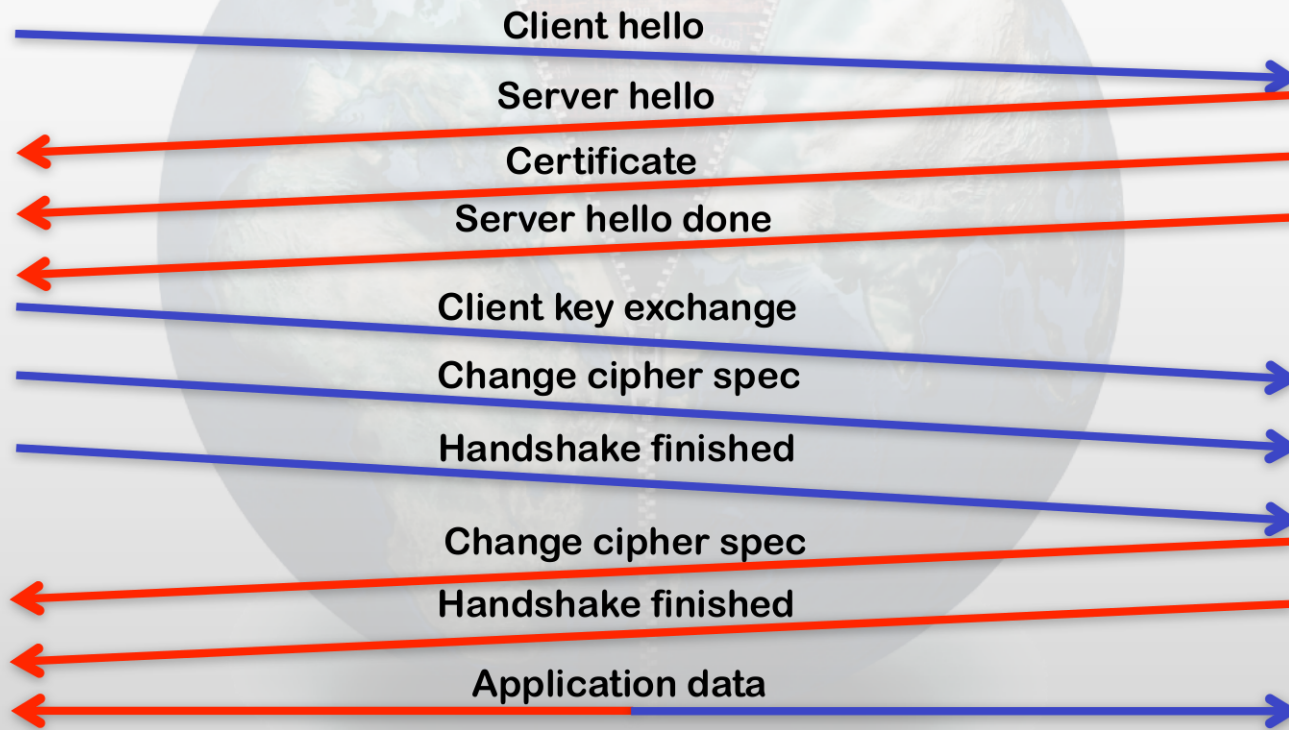 Client hello
Server hello
Certificate
Server hello done
Client key exchange
Change cipher spec
Handshake finished
Change cipher spec
Handshake finished
Application data